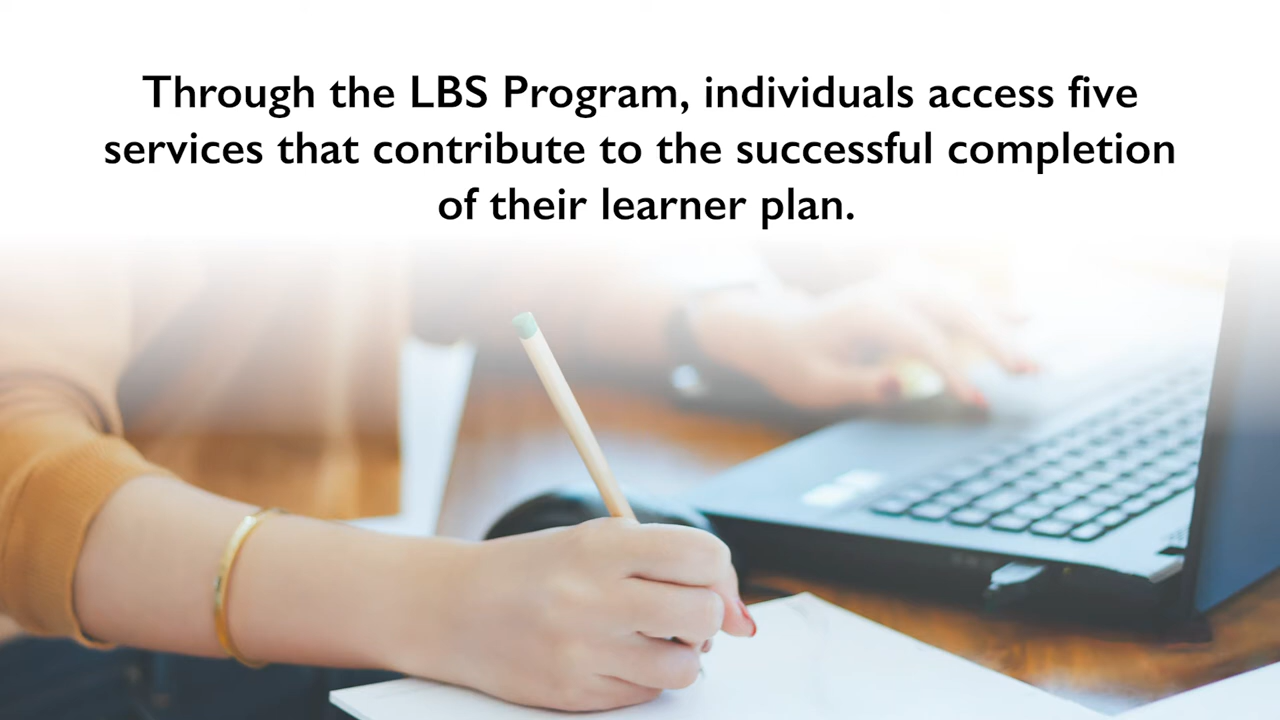 Through the LBS Program, individuals access five
services that contribute to the successful completion
of their learner plan.